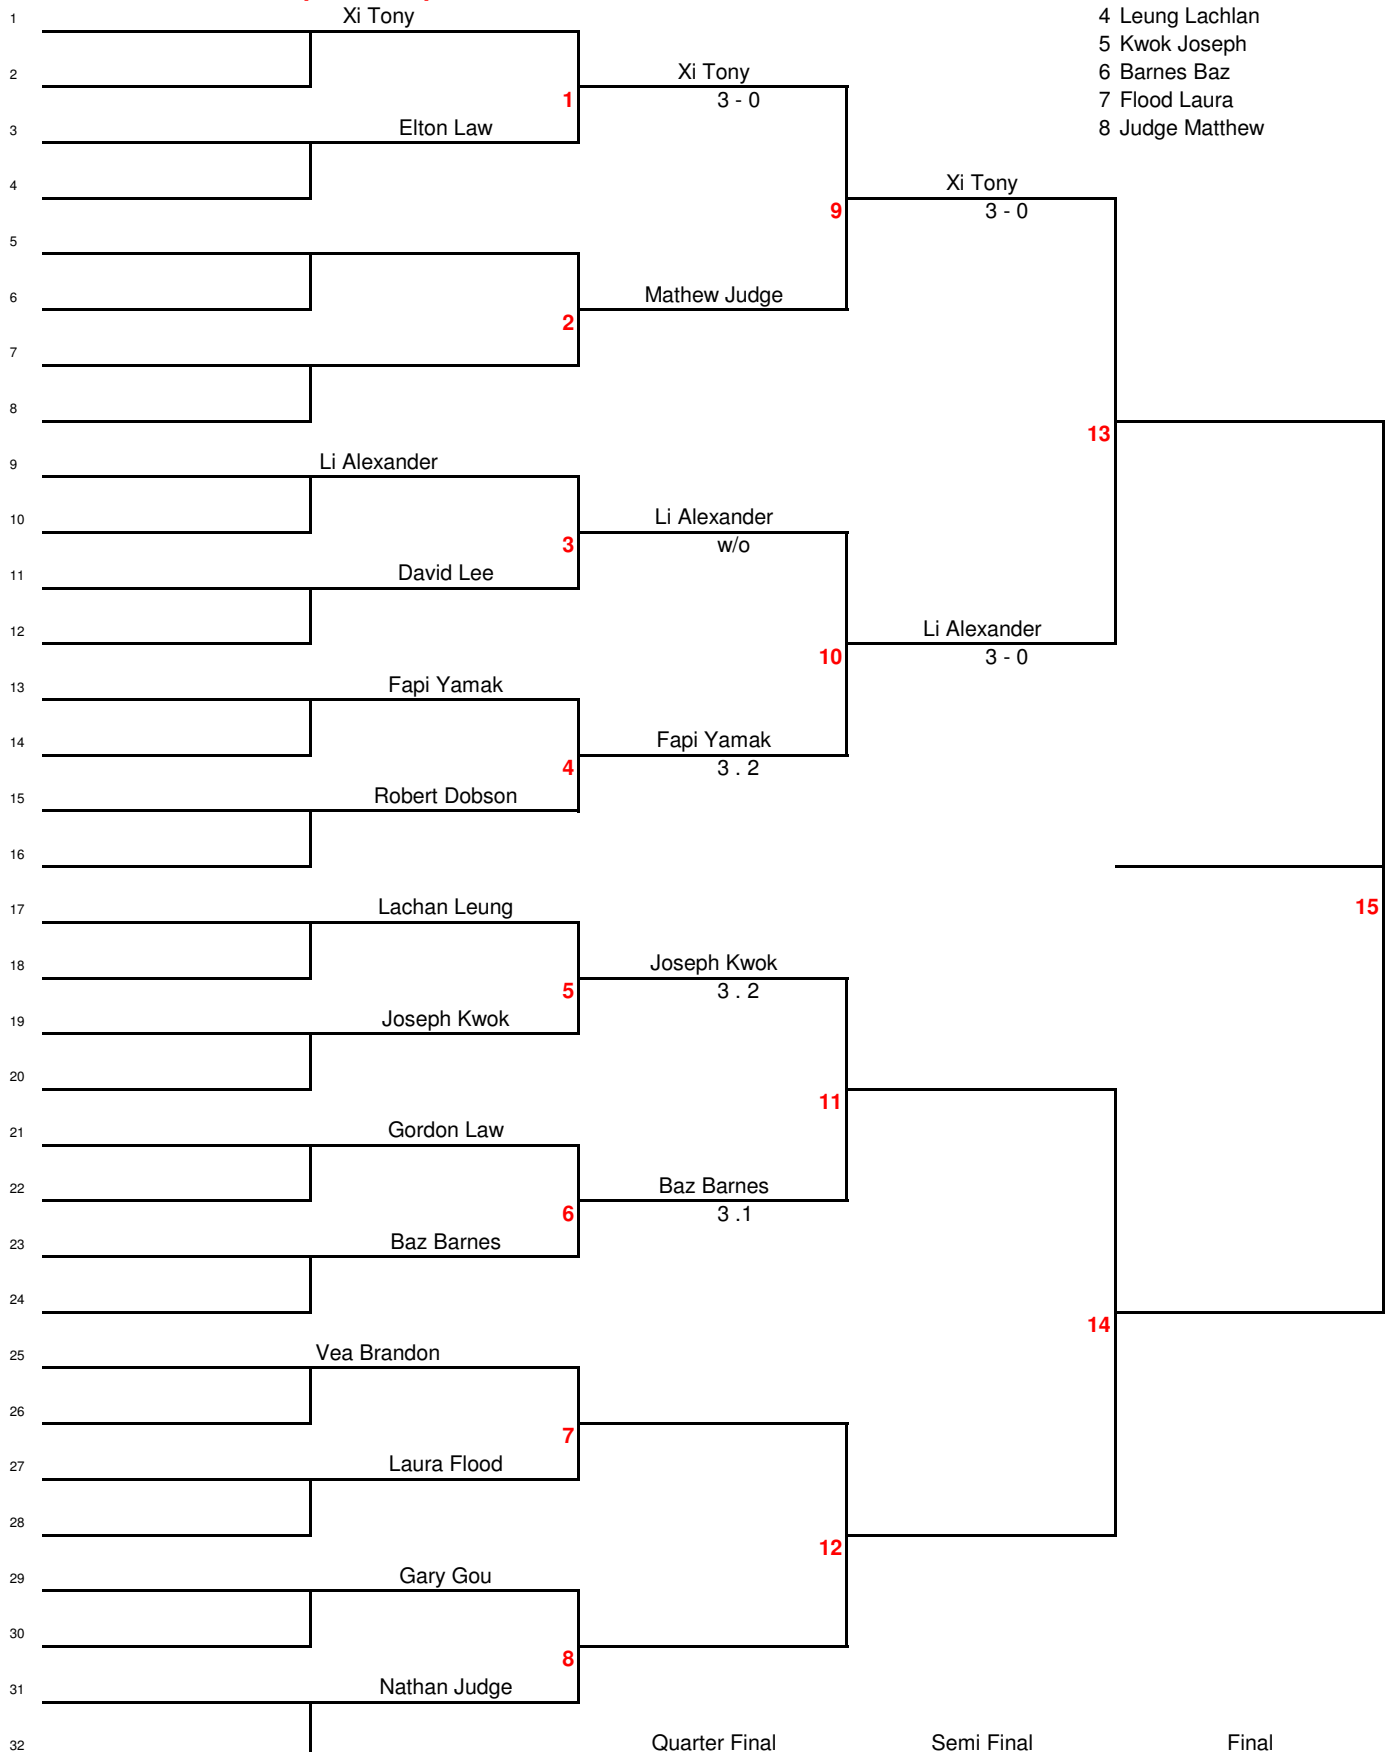 1 Xi Tony 4 Leung Lachlan
5 Kwok Joseph
2 Xi Tony 6 Barnes Baz
1 3 - 0 7 Flood Laura
3 Elton Law 8 Judge Matthew
4 Xi Tony
9 3 - 0
5
6 Mathew Judge
2
7
8
13
9 Li Alexander
10 Li Alexander
3 w/o
11 David Lee
12 Li Alexander
10 3 - 0
13 Fapi Yamak
14 Fapi Yamak
4 3 . 2
15 Robert Dobson
16
17 Lachan Leung 15
18 Joseph Kwok
5 3 . 2
19 Joseph Kwok
20
11
21 Gordon Law
22 Baz Barnes
6 3 .1
23 Baz Barnes
24
14
25 Vea Brandon
26
7
27 Laura Flood
28
12
29 Gary Gou
30
8
31 Nathan Judge
32 Quarter Final Semi Final Final